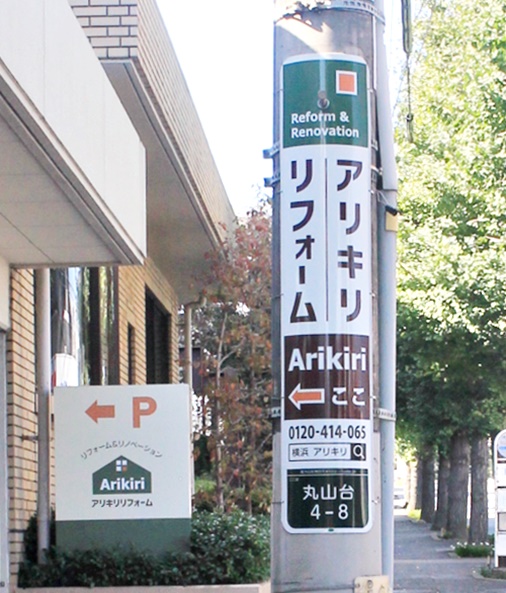 Reform &
Renovation
アリキリ
リフォーム
Arikiri
ここ
0120-414-065
横浜 アリキリ
丸山台
4-8
P
リフォーム&リノベーション
Arikiri
アリキリリフォーム